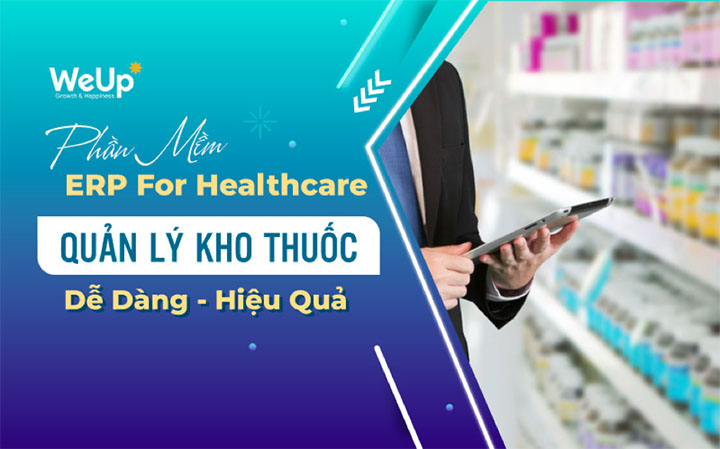 WeUp
Growth & Happiness
Phần Mềm
ERP For Healthcare
QUẢN LÝ KHO THUỐC
Dễ Dàng - Hiệu Quả